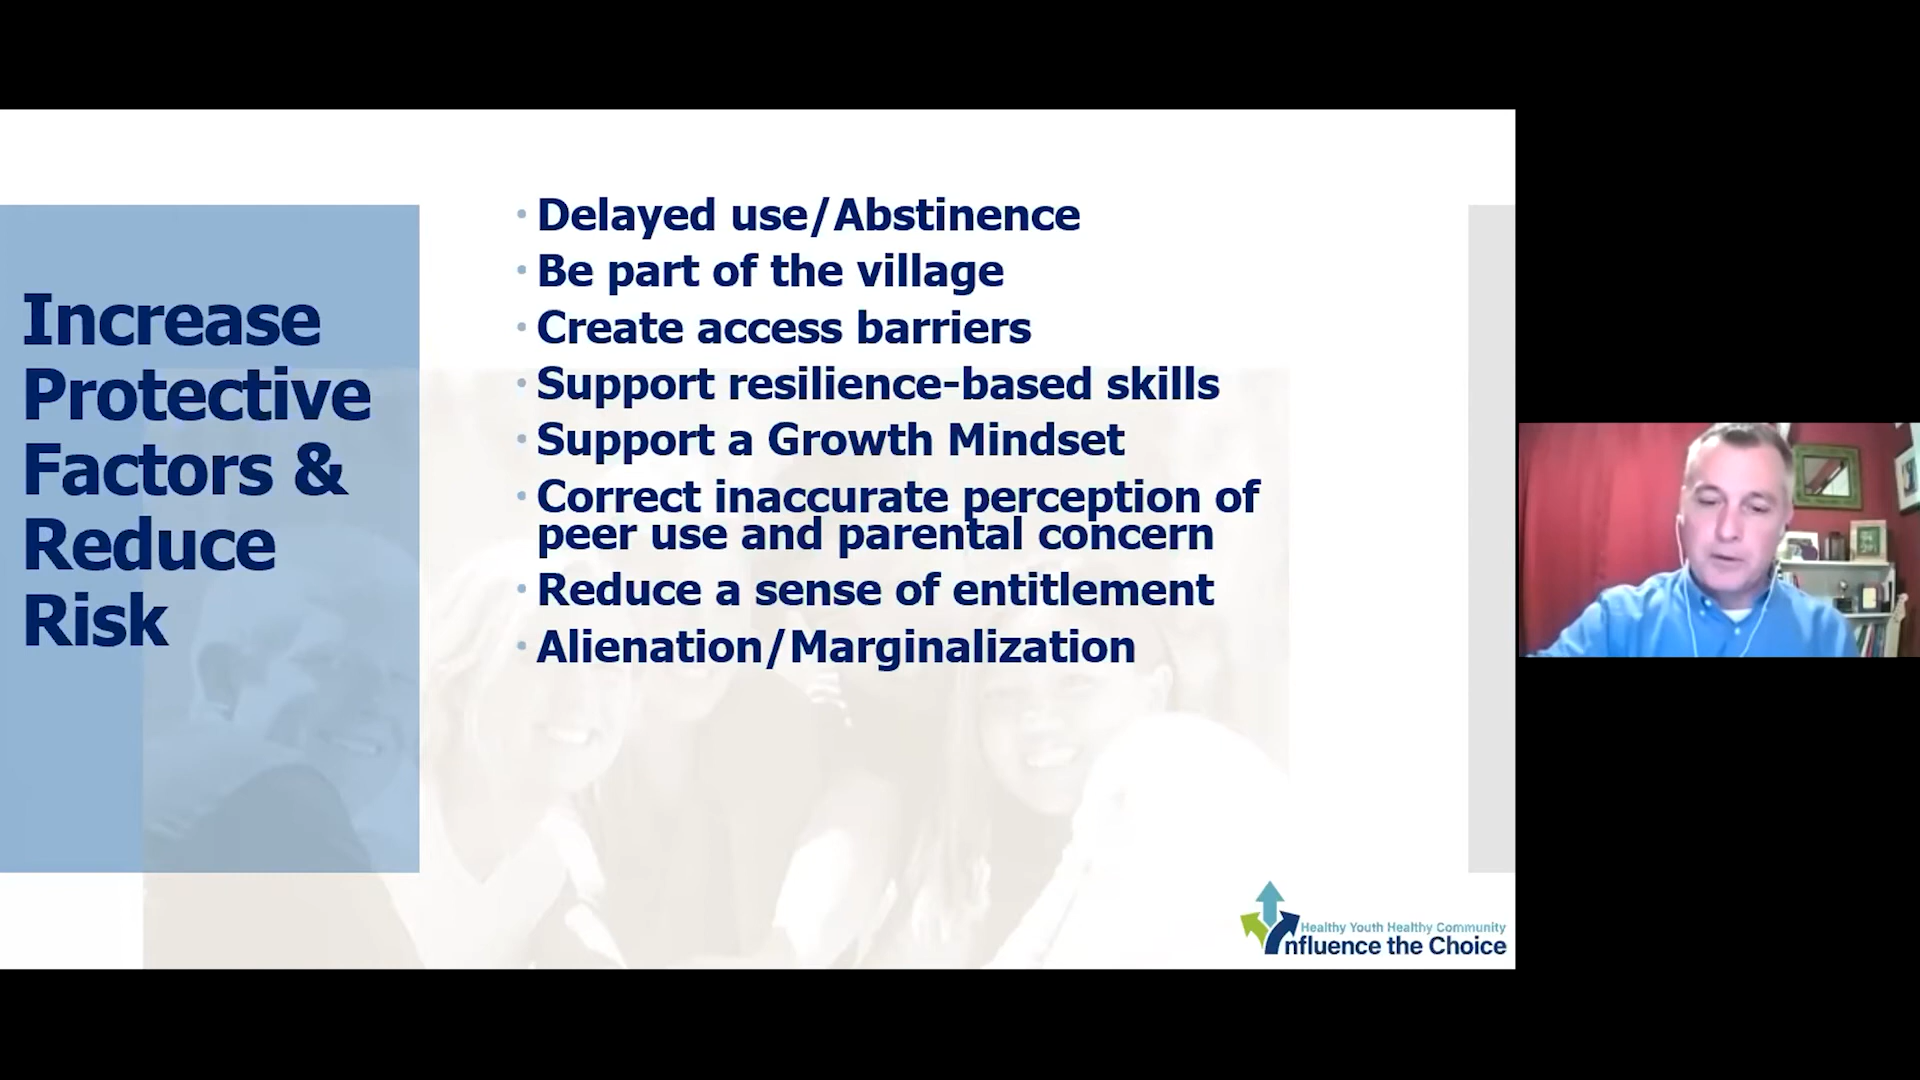 Increase
Protective
Factors &
Reduce
Risk
Delayed use/Abstinence
Be part of the village
Create access barriers
Support resilience-based skills
Support a Growth Mindset
Correct inaccurate perception of
peer use and parental concern
Reduce a sense of entitlement
Alienation/Marginalization
Healthy Youth Healthy Community
Influence the Choice